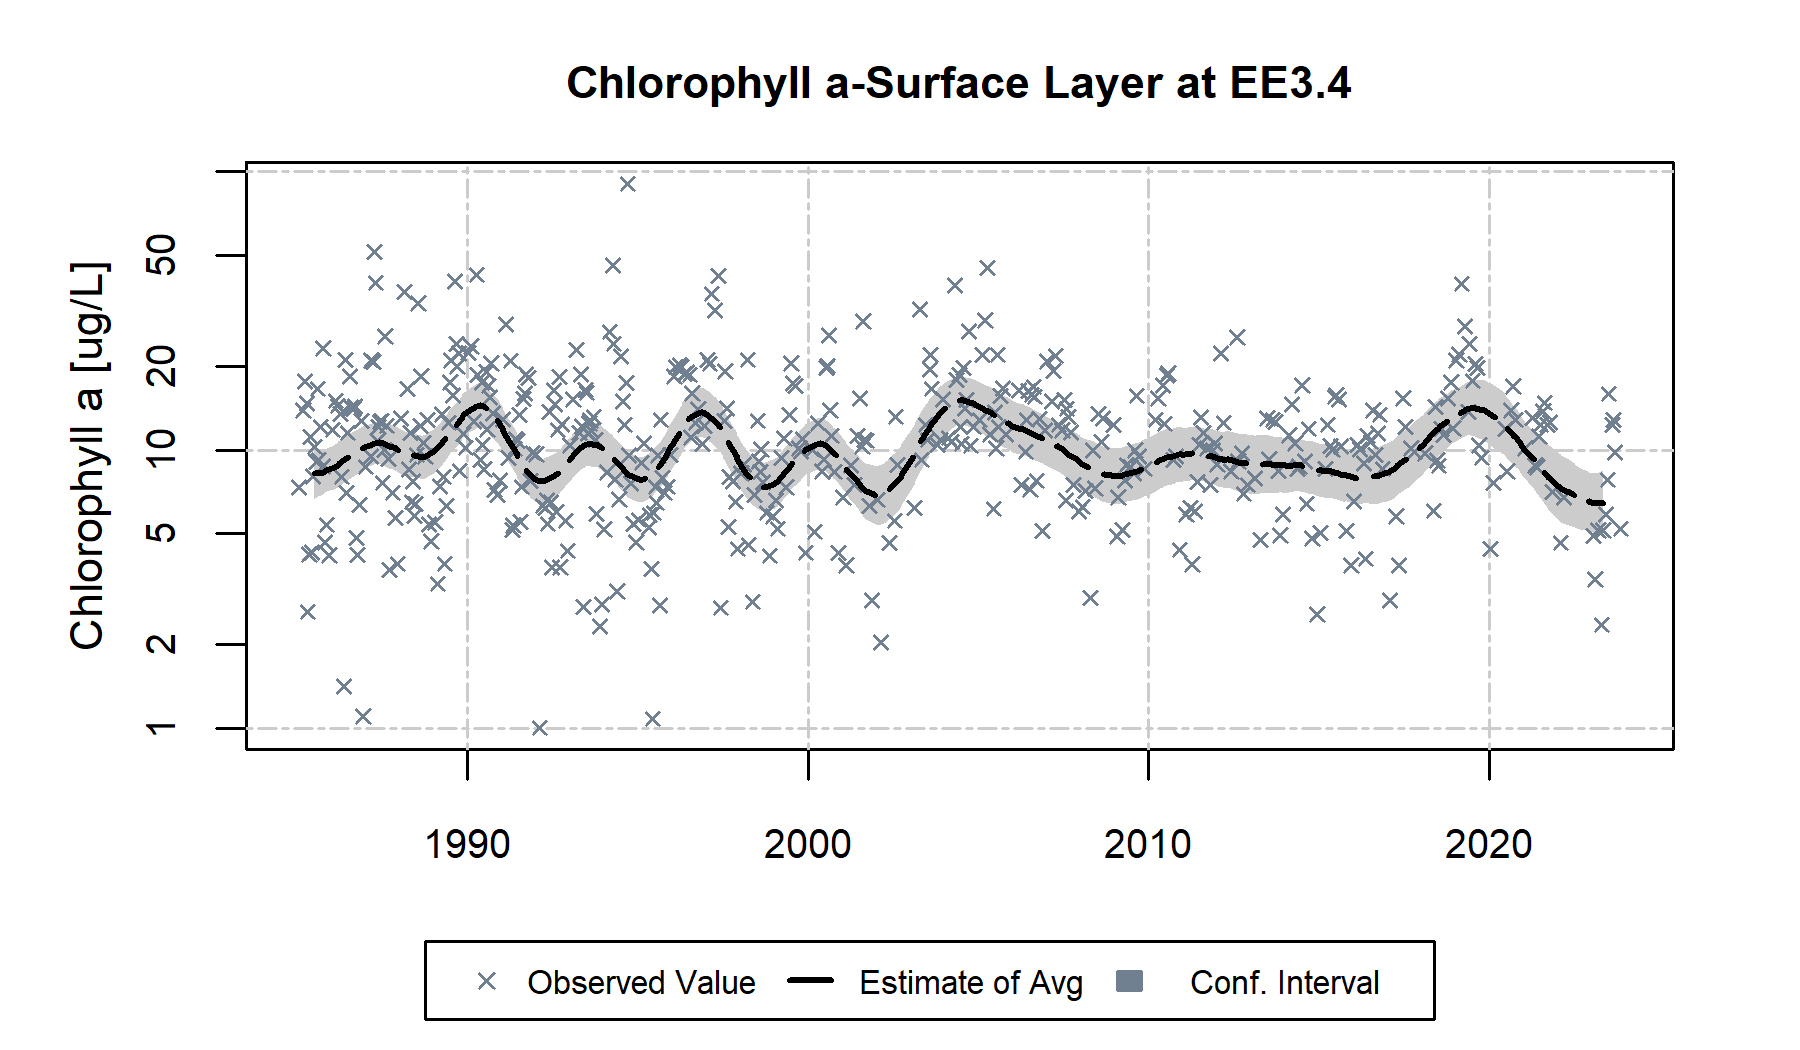 Chlorophyll a-Surface Layer at EE3.4
Chlorophyll a [ug/L]
50
20
10
5
2
1
1990 2000 2010 2020
Observed Value Estimate of Avg Conf. Interval